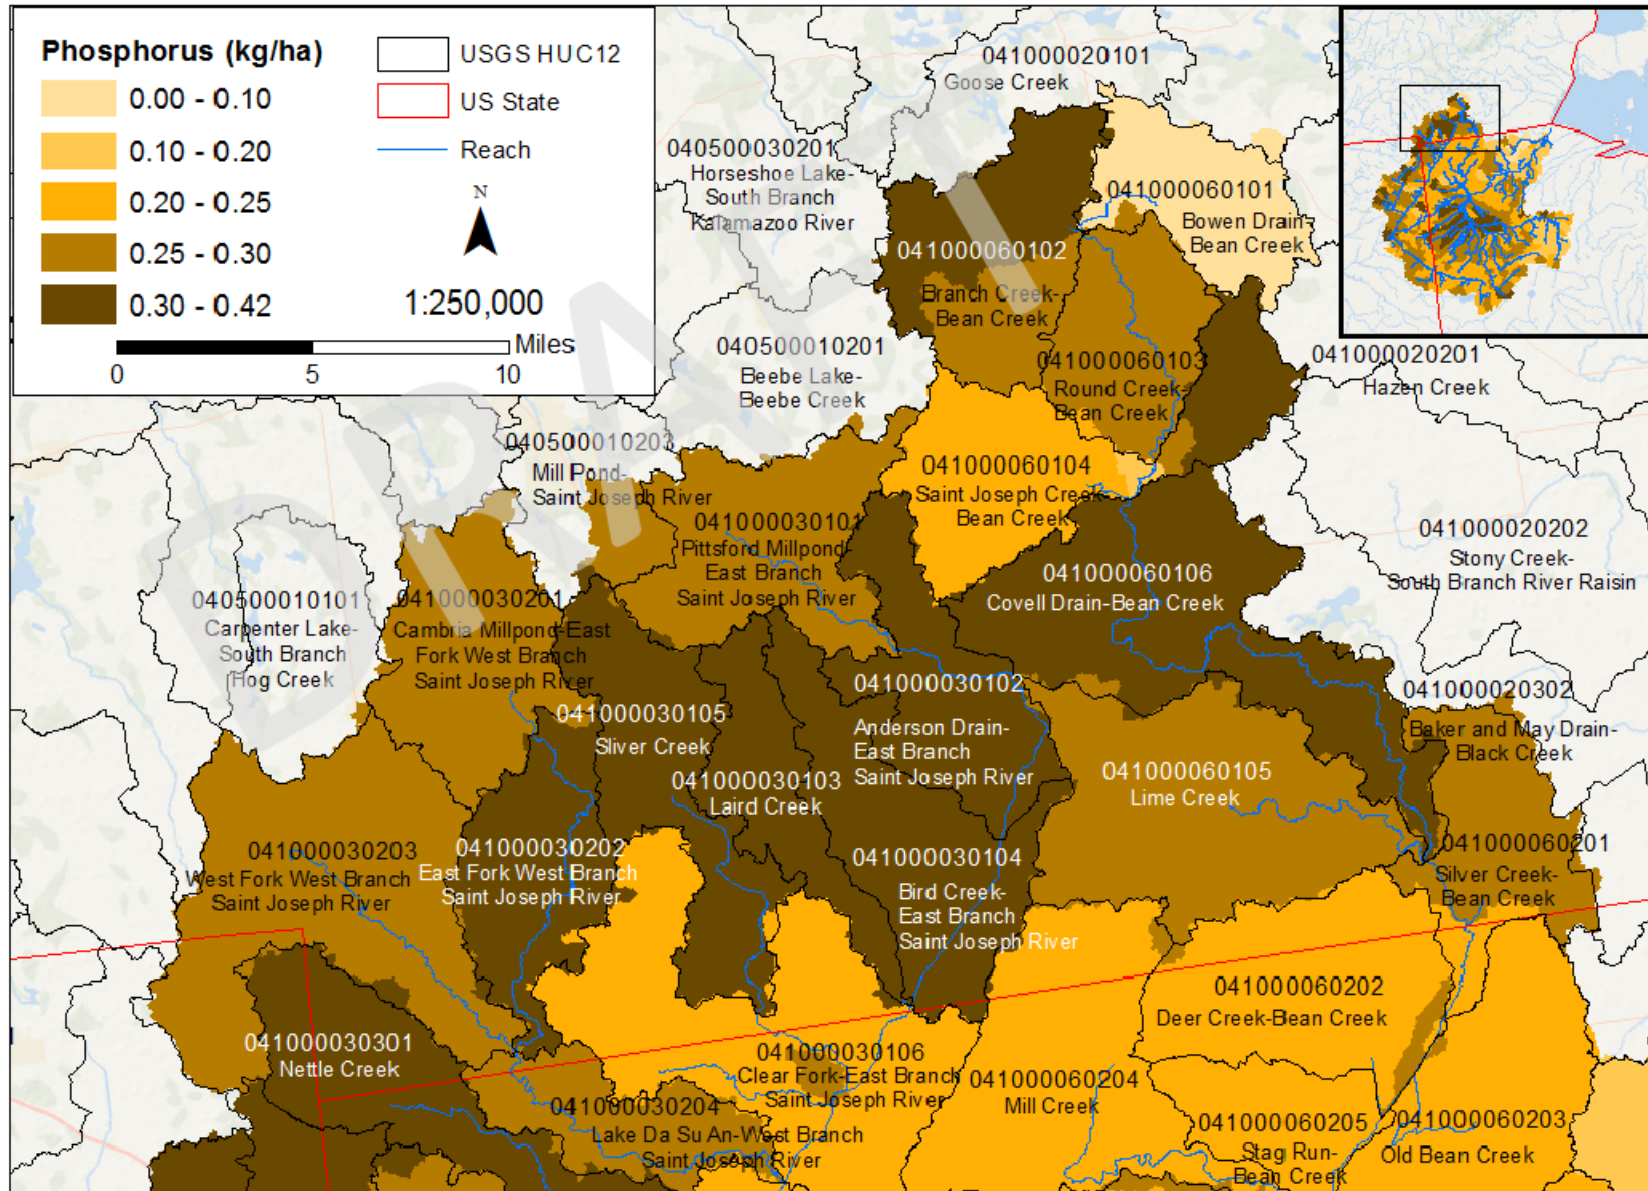 Phosphorus (kg/ha)
0.00 - 0.10
0.10 - 0.20
0.20 - 0.25
0.25 - 0.30
0.30 - 0.42
USGS HUC12
US State
Reach
N
1:250,000
Miles
0 5 10
DRAFT
041000020101
Goose Creek
040500030201
Horseshoe Lake-
South Branch
Kalamazoo River
041000060101
Bowen Drain-
Bean Creek
041000060102
Branch Creek-
Bean Creek
040500010201
Beebe Lake-
Beebe Creek
041000060103
Round Creek-
Bean Creek
041000020201
Hazen Creek
040500010203
Mill Pond-
Saint Joseph River
041000060104
Saint Joseph Creek-
Bean Creek
041000030101
Pittsford Millpond-
East Branch
Saint Joseph River
041000020202
Stony Creek-
South Branch River Raisin
041000060106
Covell Drain-Bean Creek
040500010101
Carpenter Lake-
South Branch
Hog Creek
041000030201
Cambria Millpond-East
Fork West Branch
Saint Joseph River
041000030102
Anderson Drain-
East Branch
Saint Joseph River
041000020302
Baker and May Drain-
Black Creek
041000030105
Sliver Creek
041000030103
Laird Creek
041000060105
Lime Creek
041000030203
West Fork West Branch
Saint Joseph River
041000030202
East Fork West Branch
Saint Joseph River
041000030104
Bird Creek-
East Branch
Saint Joseph River
041000060201
Silver Creek-
Bean Creek
041000060202
Deer Creek-Bean Creek
041000030301
Nettle Creek
041000030106
Clear Fork-East Branch
Saint Joseph River
041000060204
Mill Creek
041000030204
Lake Da Su An-West Branch
Saint Joseph River
041000060205
Stag Run-
Bean Creek
041000060203
Old Bean Creek